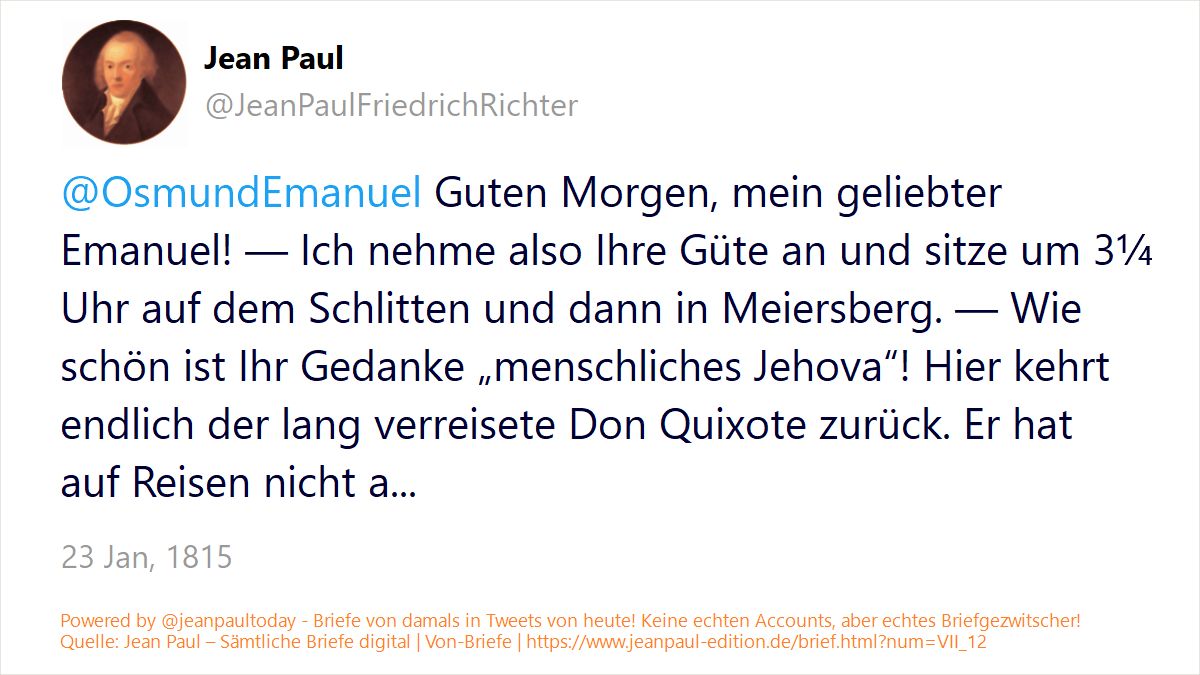 Jean Paul
@JeanPaulFriedrichRichter
@OsmundEmanuel Guten Morgen, mein geliebter
Emanuel! — Ich nehme also Ihre Güte an und sitze um 3¼
Uhr auf dem Schlitten und dann in Meiersberg. — Wie
schön ist Ihr Gedanke „menschliches Jehova“! Hier kehrt
endlich der lang verreisete Don Quixote zurück. Er hat
auf Reisen nicht a...
23 Jan, 1815
Powered by @jeanpaultoday - Briefe von damals in Tweets von heute! Keine echten Accounts, aber echtes Briefgezwitscher!
Quelle: Jean Paul – Sämtliche Briefe digital | Von-Briefe | https://www.jeanpaul-edition.de/brief.html?num=VII_12